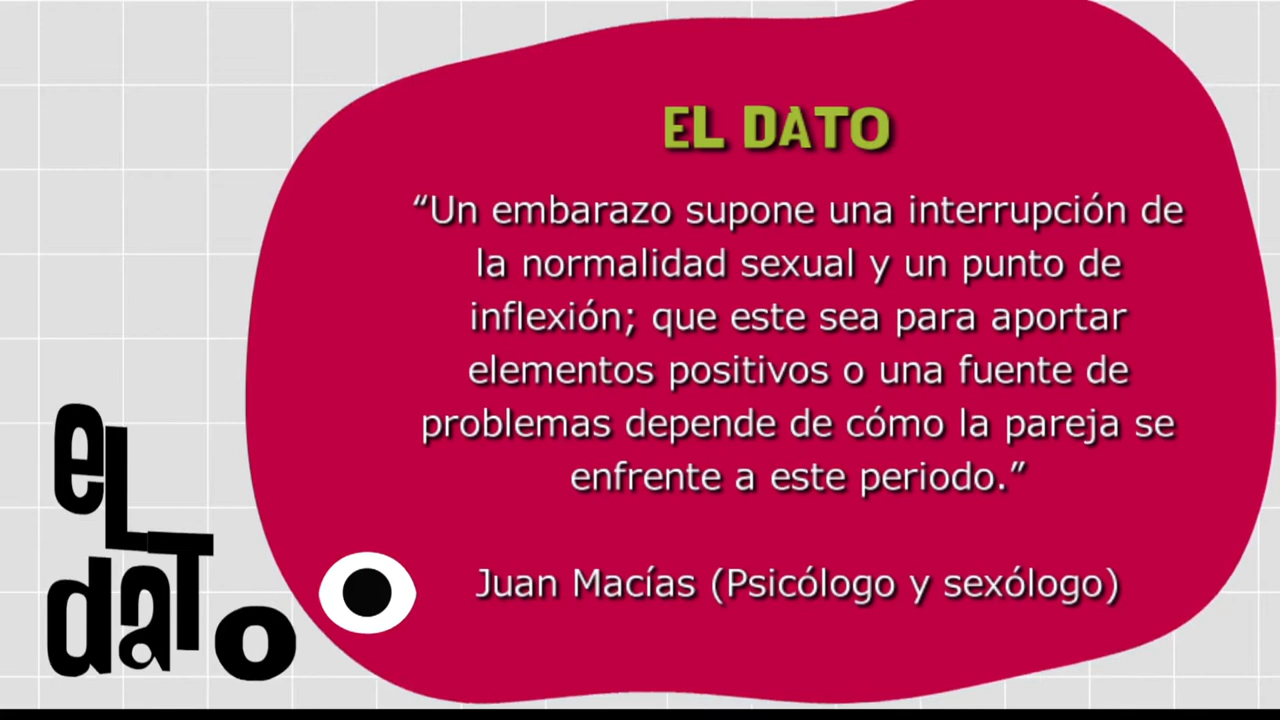 EL DATO
“Un embarazo supone una interrupción de
la normalidad sexual y un punto de
inflexión; que este sea para aportar
elementos positivos o una fuente de
problemas depende de cómo la pareja se
enfrente a este periodo.”
Juan Macías (Psicólogo y sexólogo)
eL
daTo